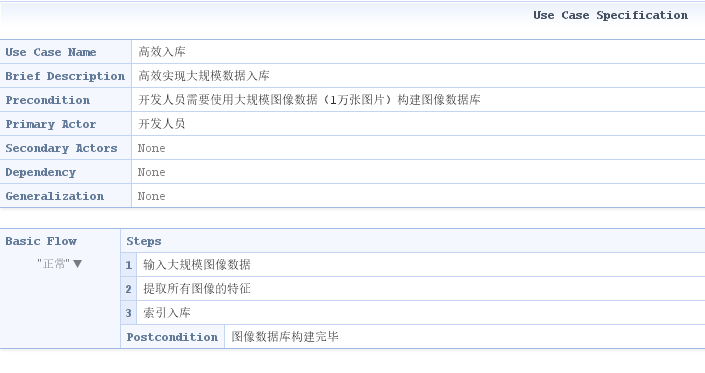 Use Case Specification
Use Case Name 高效入库
Brief Description 高效实现大规模数据入库
Precondition 开发人员需要使用大规模图像数据（1万张图片）构建图像数据库
Primary Actor 开发人员
Secondary Actors None
Dependency None
Generalization None
Basic Flow Steps
"正常" ▼
1 输入大规模图像数据
2 提取所有图像的特征
3 索引入库
Postcondition 图像数据库构建完毕